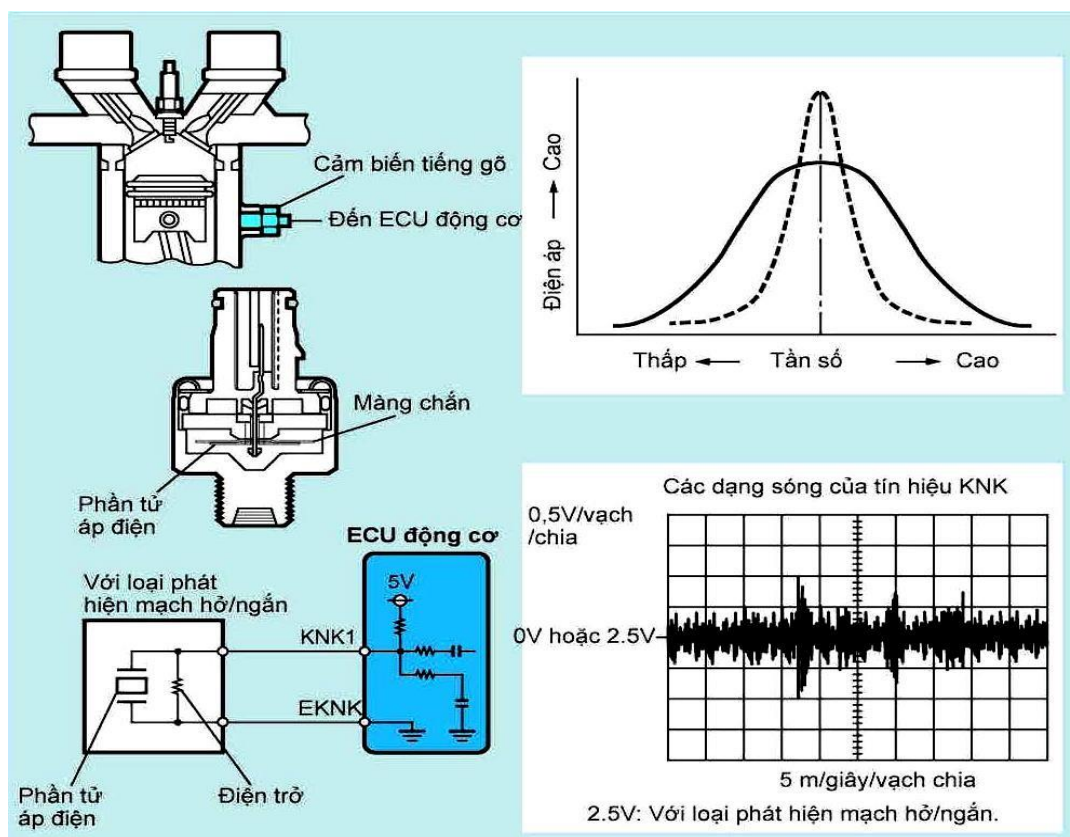 Cảm biến tiếng gõ
Đến ECU động cơ
Màng chắn
Phần tử
áp điện
ECU động cơ
Với loại phát
hiện mạch hở/ngắn
5V
KNK1
EKNK
Phần tử
áp điện
Điện trở
Điện áp → Cao
Thấp ← Tần số → Cao
Các dạng sóng của tín hiệu KNK
0,5V/vạch
/chia
0V hoặc 2.5V
5 m/giây/vạch chia
2.5V: Với loại phát hiện mạch hở/ngắn.